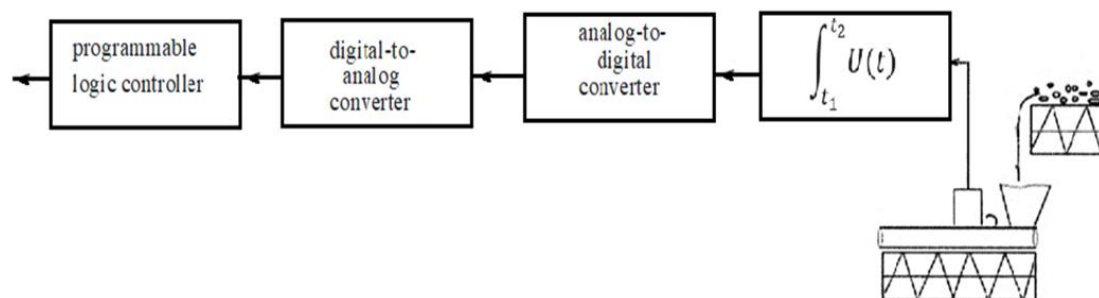 programmable
logic controller
digital-to-
analog
converter
analog-to-
digital
converter
∫_{t_1}^{t_2} U(t)